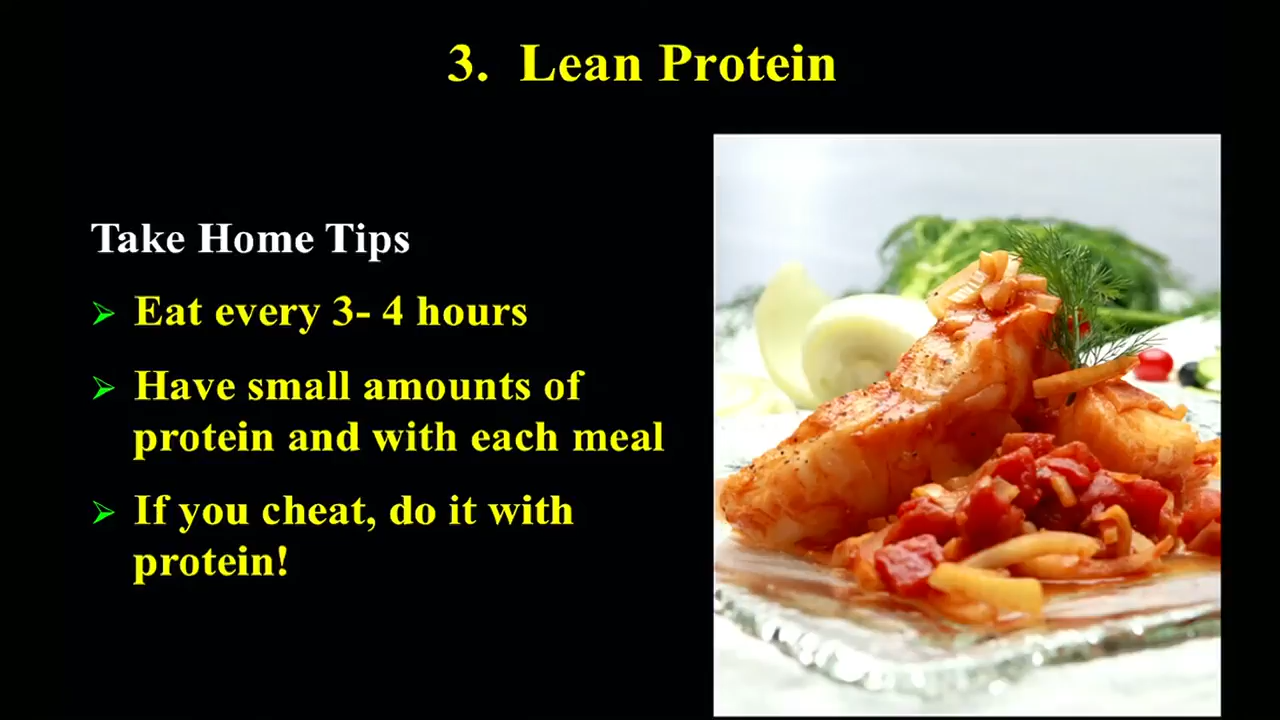 3. Lean Protein
Take Home Tips
Eat every 3- 4 hours
Have small amounts of
protein and with each meal
If you cheat, do it with
protein!